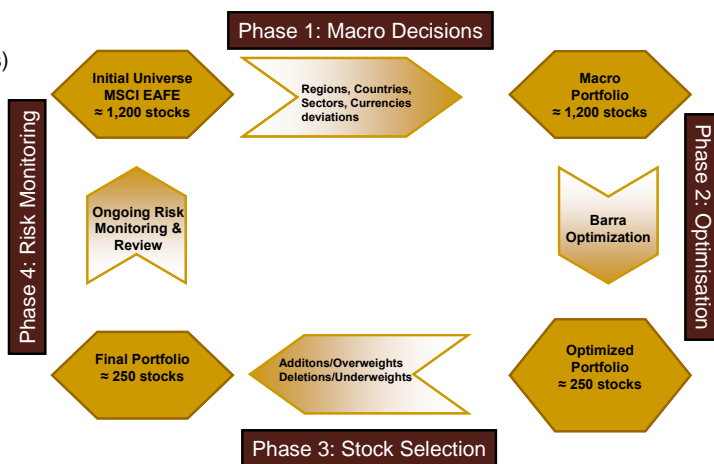 Phase 1: Macro Decisions
s)
Initial Universe
MSCI EAFE
≈ 1,200 stocks
Regions, Countries,
Sectors, Currencies
deviations
Macro
Portfolio
≈ 1,200 stocks
Phase 2: Optimisation
Barra
Optimization
Optimized
Portfolio
≈ 250 stocks
Additons/Overweights
Deletions/Underweights
Phase 3: Stock Selection
Final Portfolio
≈ 250 stocks
Ongoing Risk
Monitoring &
Review
Phase 4: Risk Monitoring